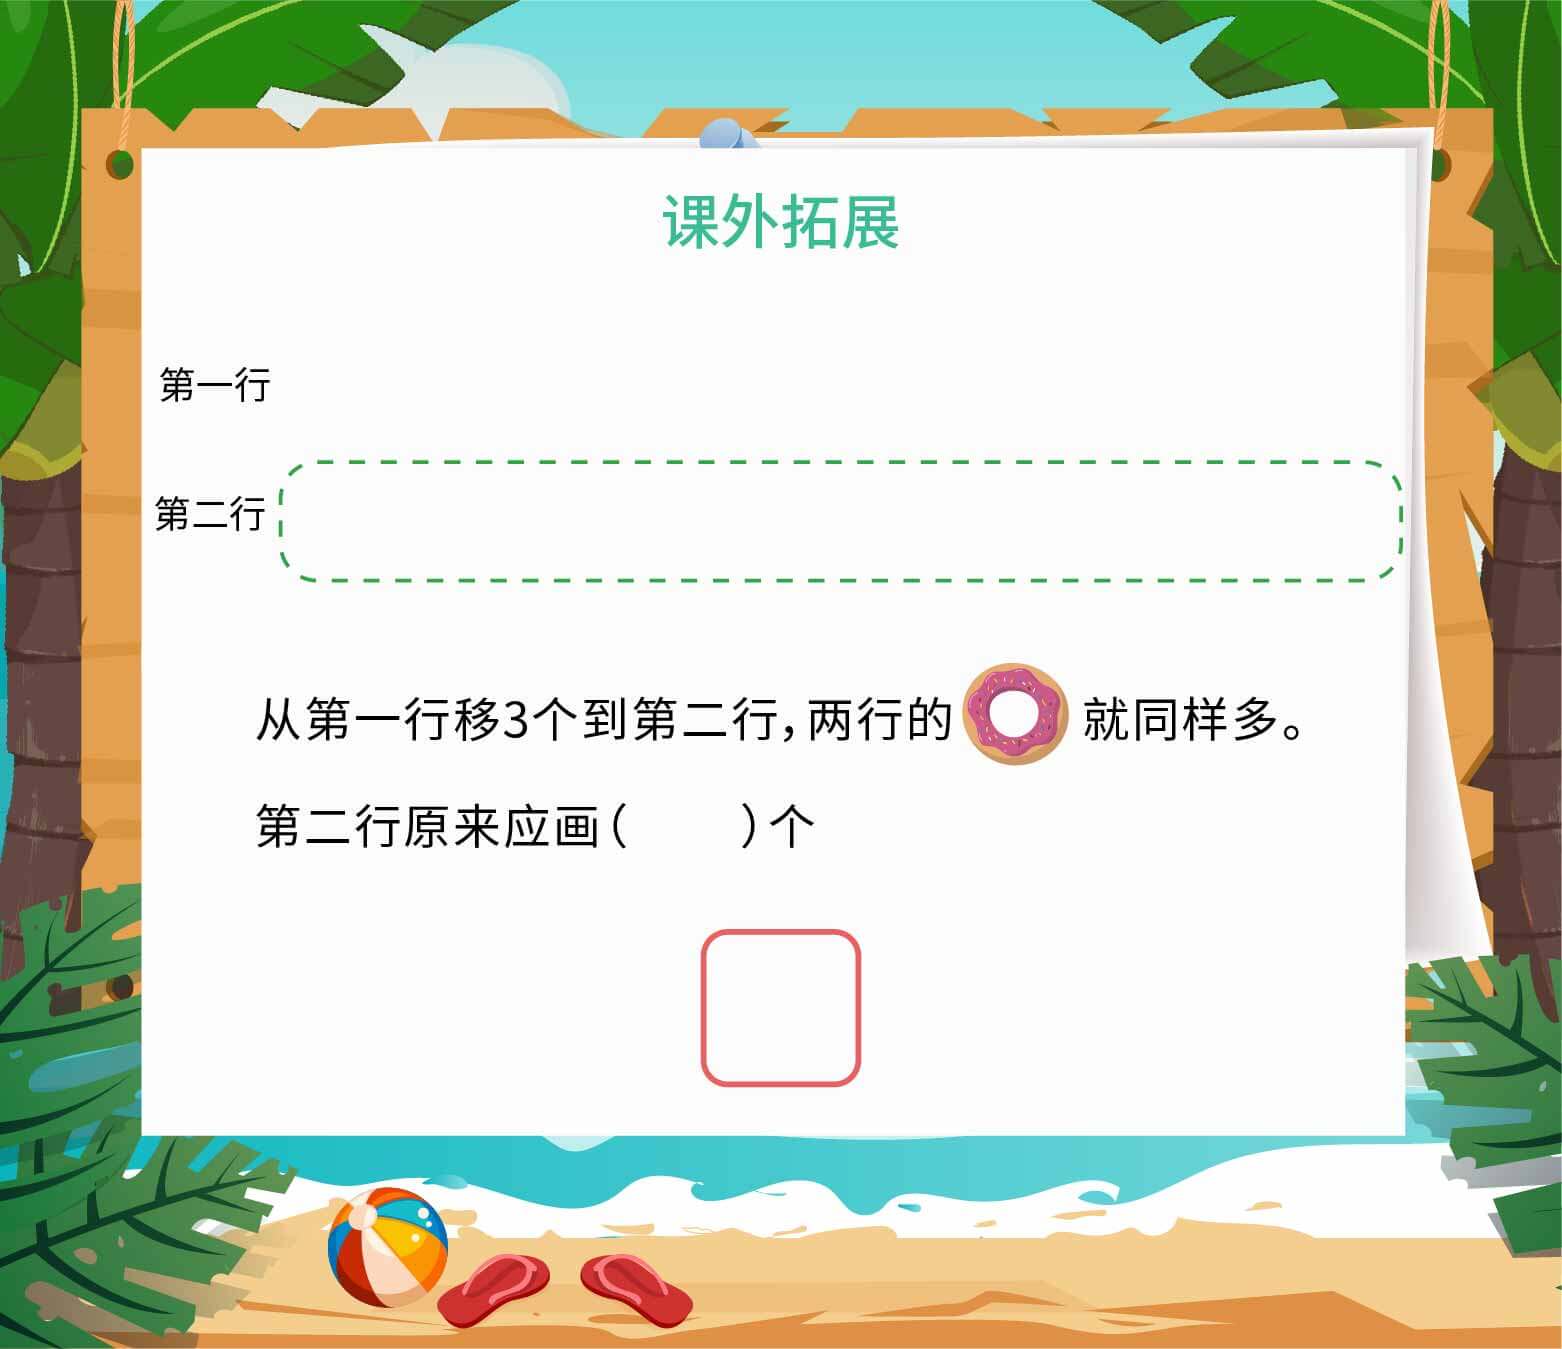 课外拓展
第一行
第二行
从第一行移3个到第二行，两行的 就同样多。
第二行原来应画（ ）个